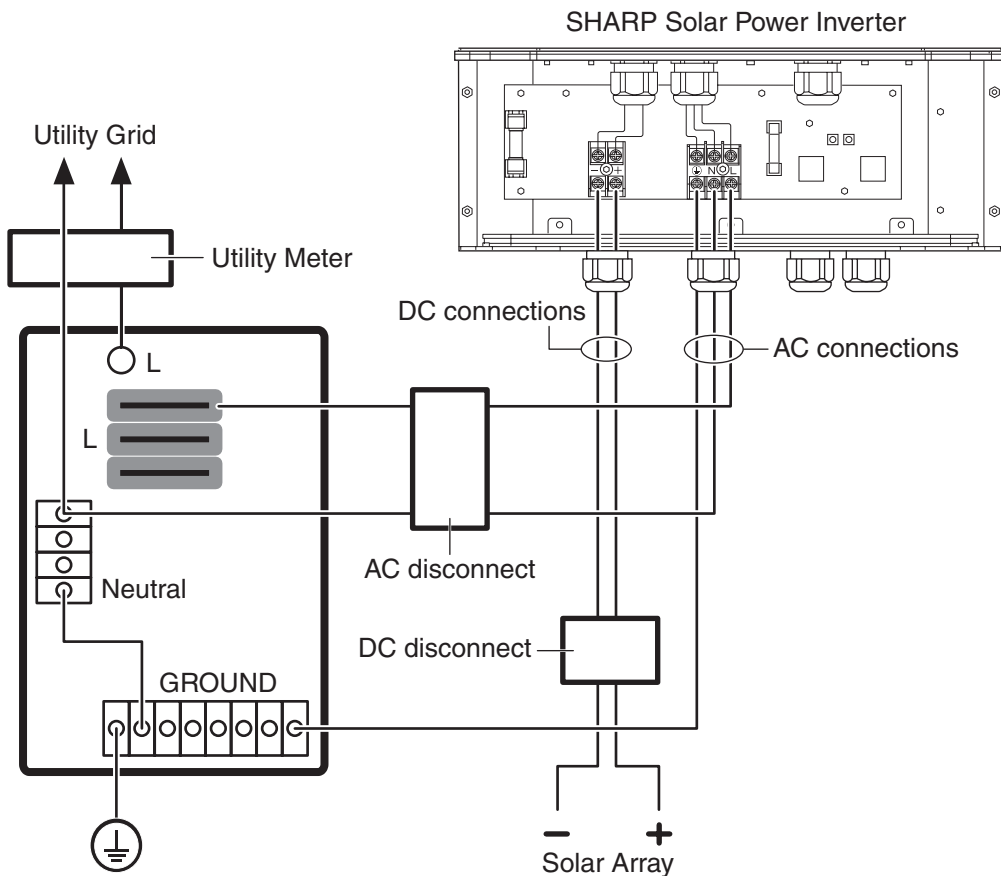 SHARP Solar Power Inverter
Utility Grid
- +
N L
Utility Meter
DC connections
AC connections
L
L
AC disconnect
Neutral
DC disconnect
GROUND
- +
Solar Array